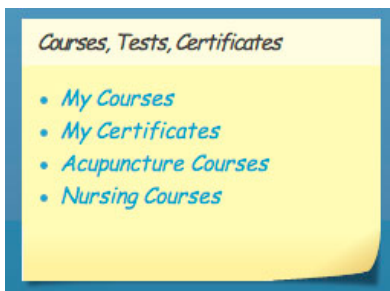 Courses, Tests, Certificates
My Courses
My Certificates
Acupuncture Courses
Nursing Courses